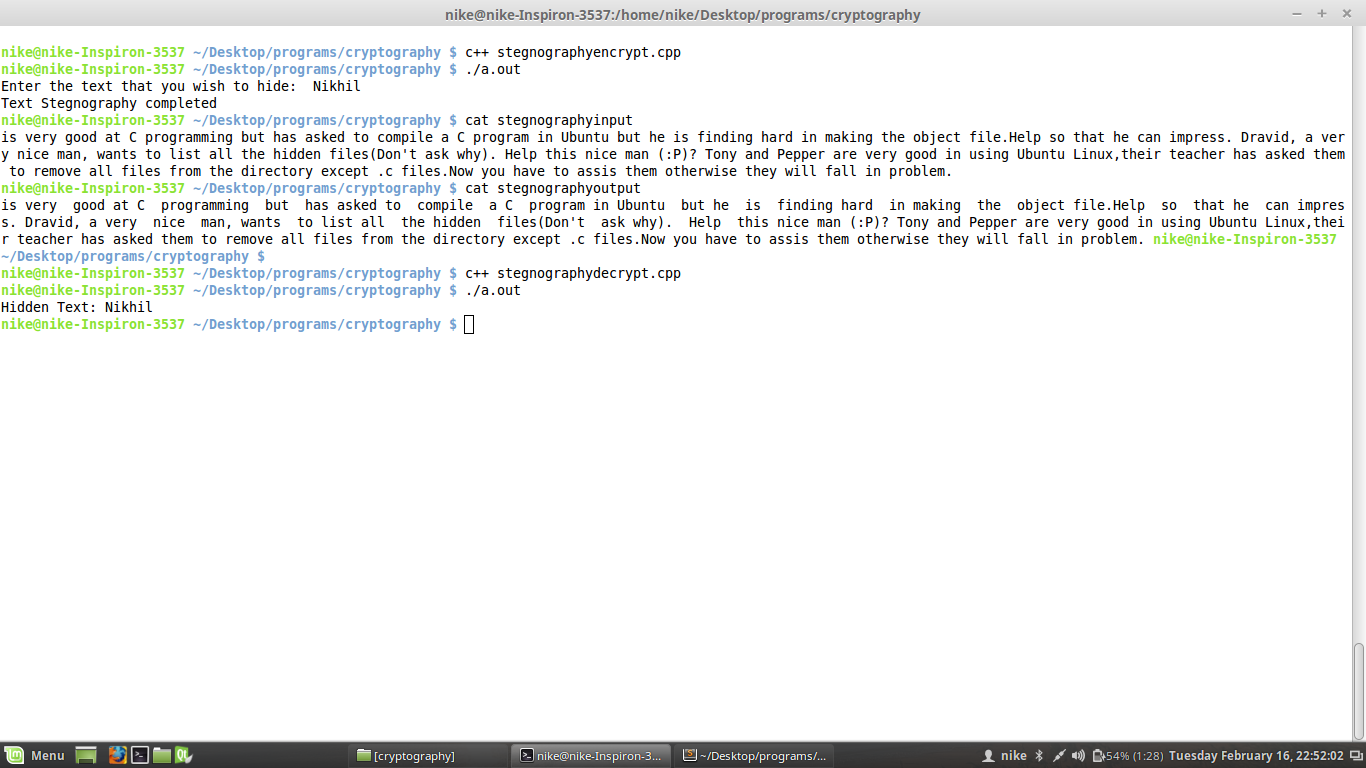 nike@nike-Inspiron-3537:/home/nike/Desktop/programs/cryptography
nike@nike-Inspiron-3537 ~/Desktop/programs/cryptography $ c++ stegnographyencrypt.cpp
nike@nike-Inspiron-3537 ~/Desktop/programs/cryptography $ ./a.out
Enter the text that you wish to hide:  Nikhil
Text Stegnography completed
nike@nike-Inspiron-3537 ~/Desktop/programs/cryptography $ cat stegnographyinput
is very good at C programming but has asked to compile a C program in Ubuntu but he is finding hard in making the object file.Help so that he can impress. Dravid, a ver
y nice man, wants to list all the hidden files(Don't ask why). Help this nice man (:P)? Tony and Pepper are very good in using Ubuntu Linux,their teacher has asked them
 to remove all files from the directory except .c files.Now you have to assis them otherwise they will fall in problem.
nike@nike-Inspiron-3537 ~/Desktop/programs/cryptography $ cat stegnographyoutput
is very  good at C  programming  but  has asked to  compile  a C  program in Ubuntu  but he  is  finding hard  in making  the  object file.Help  so  that he  can impres
s. Dravid, a very  nice  man, wants  to list all  the hidden  files(Don't  ask why).  Help  this nice man (:P)? Tony and Pepper are very good in using Ubuntu Linux,thei
r teacher has asked them to remove all files from the directory except .c files.Now you have to assis them otherwise they will fall in problem. nike@nike-Inspiron-3537
~/Desktop/programs/cryptography $
nike@nike-Inspiron-3537 ~/Desktop/programs/cryptography $ c++ stegnographydecrypt.cpp
nike@nike-Inspiron-3537 ~/Desktop/programs/cryptography $ ./a.out
Hidden Text: Nikhil
nike@nike-Inspiron-3537 ~/Desktop/programs/cryptography $
Menu [cryptography] nike@nike-Inspiron-3... ~/Desktop/programs/... nike 54% (1:28) Tuesday February 16, 22:52:02